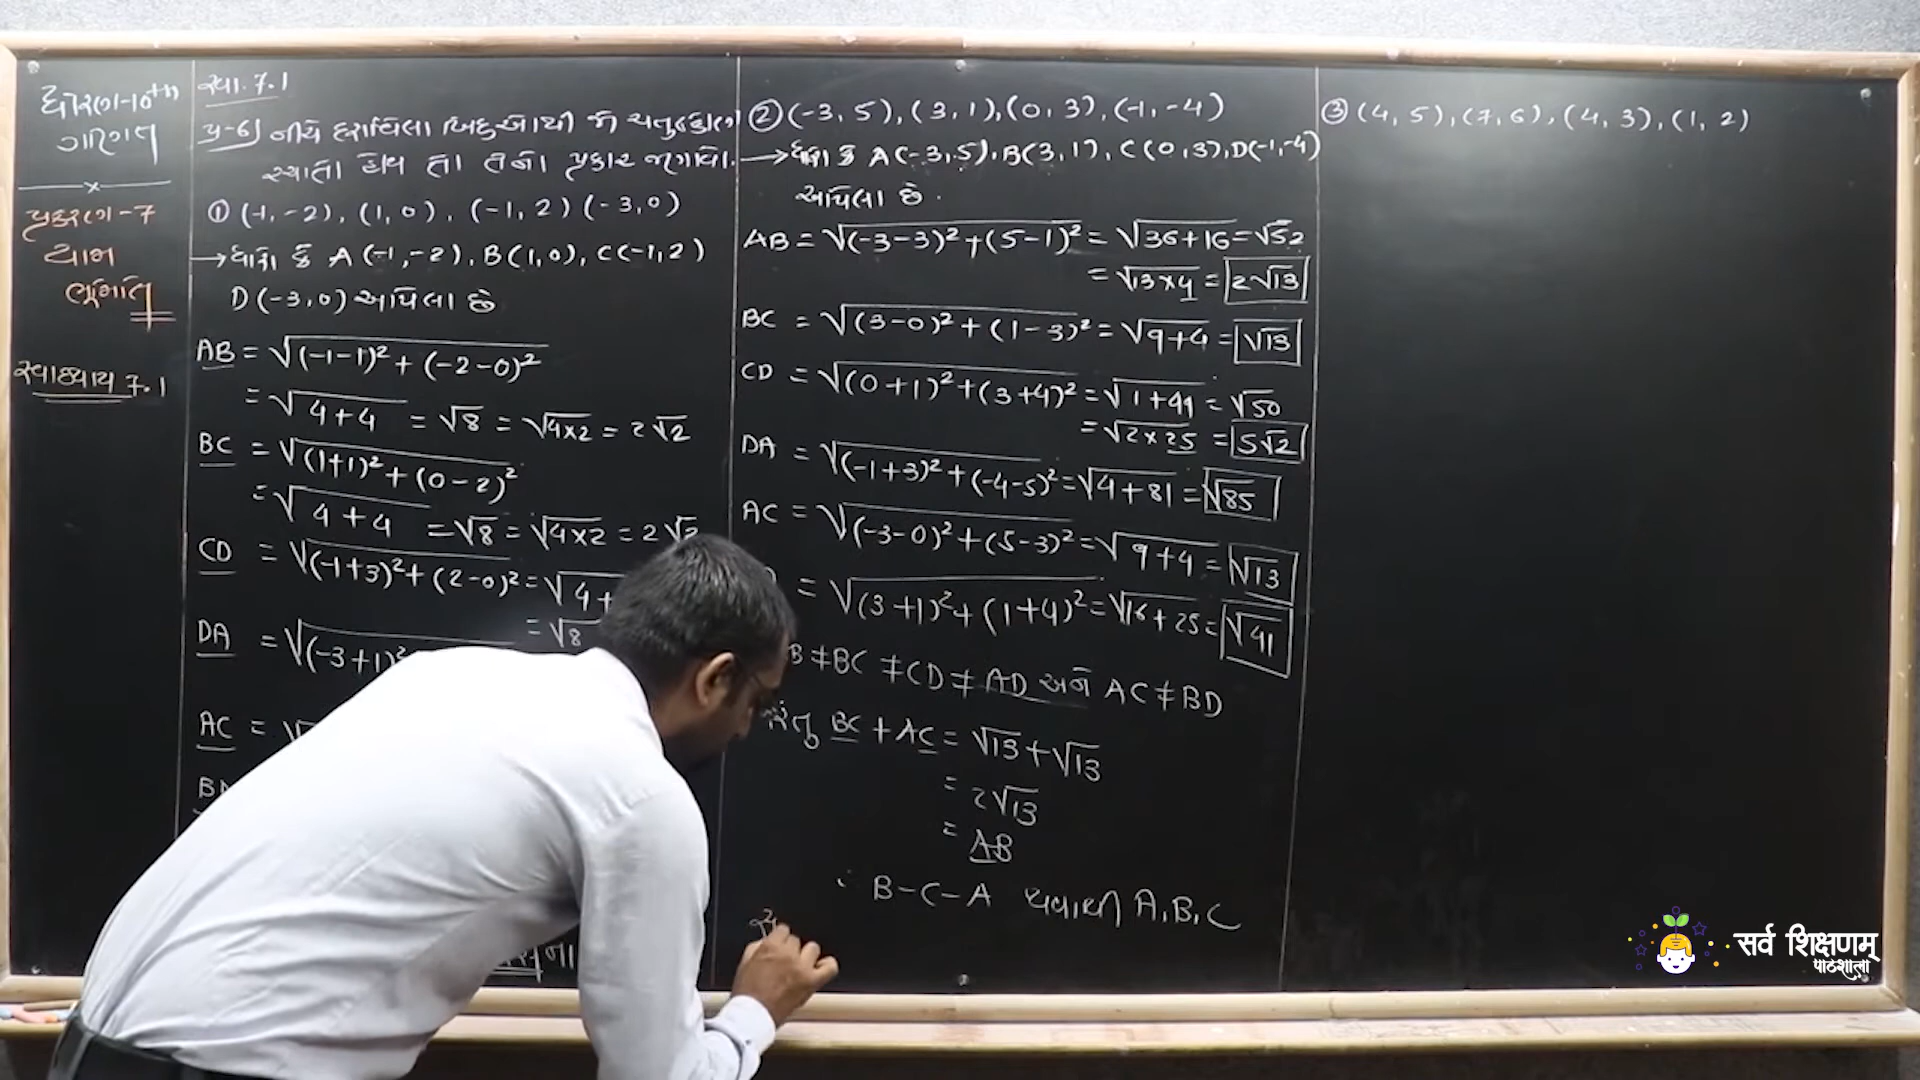 ધોરણ-10th
ગણિત
પ્રકરણ-7
યામ
ભૂમિતિ
સ્વાધ્યાય 7.1
સ્વા. 7.1
પ્ર-6) નીચે દર્શાવેલા બિંદુઓથી જો ચતુષ્કોણ
રચાતો હોય તો તેનો પ્રકાર જણાવો.
① (-1, -2), (1, 0), (-1, 2) (-3, 0)
→ ધારો કે A (-1, -2), B(1, 0), C(-1, 2)
D (-3, 0) આપેલા છે
AB = √(-1-1)² + (-2-0)²
= √4+4 = √8 = √4×2 = 2√2
BC = √(1+1)² + (0-2)²
= √4+4 = √8 = √4×2 = 2√2
CD = √(-1+3)² + (2-0)² = √4+
= √8
DA = √(-3+1)²
AC = √
② (-3, 5), (3, 1), (0, 3), (-1, -4)
→ ધારો કે A(-3, 5), B(3, 1), C(0, 3), D(-1, -4)
આપેલા છે.
AB = √(-3-3)² + (5-1)² = √36+16 = √52
= √13×4 = 2√13
BC = √(3-0)² + (1-3)² = √9+4 = √13
CD = √(0+1)² + (3+4)² = √1+49 = √50
= √2×25 = 5√2
DA = √(-1+3)² + (-4-5)² = √4+81 = √85
AC = √(-3-0)² + (5-3)² = √9+4 = √13
= √(3+1)² + (1+4)² = √16+25 = √41
B ≠ BC ≠ CD ≠ AD અને AC ≠ BD
BC + AC = √13 + √13
= 2√13
= AB
∴ B-C-A થવાથી A, B, C
③ (4, 5), (7, 6), (4, 3), (1, 2)
सर्व शिक्षणम्
પાઠશાલા